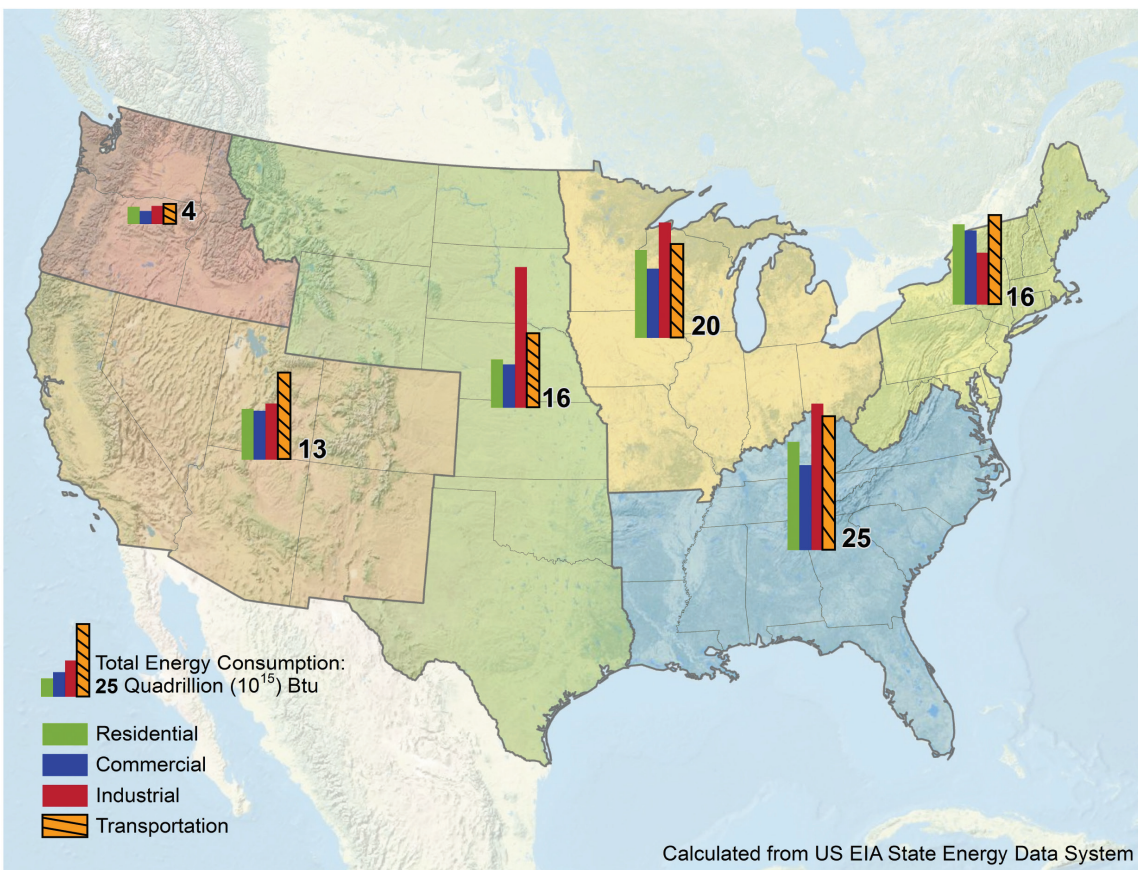 4
20
16
16
13
25
Total Energy Consumption:
25 Quadrillion (10¹⁵) Btu
Residential
Commercial
Industrial
Transportation
Calculated from US EIA State Energy Data System